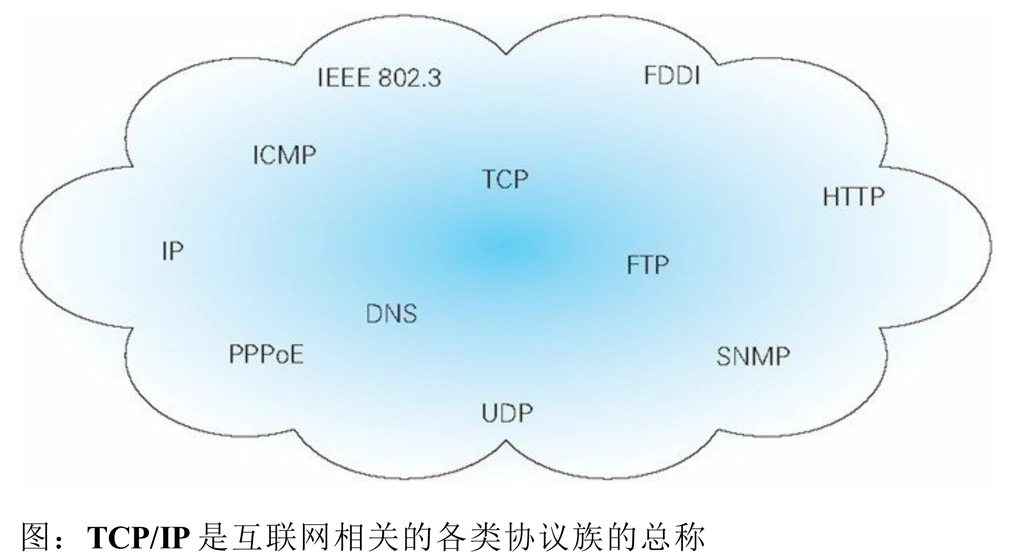 IEEE 802.3
FDDI
ICMP
TCP
HTTP
IP
FTP
DNS
PPPoE
SNMP
UDP
图：TCP/IP 是互联网相关的各类协议族的总称